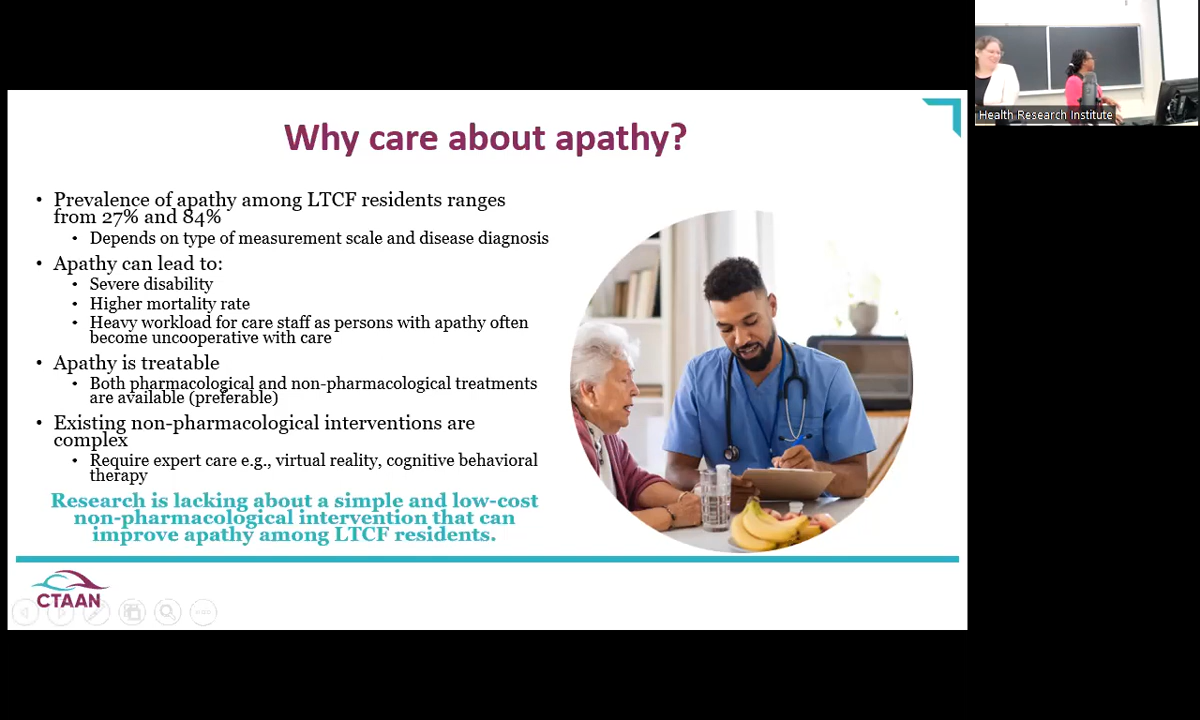 Why care about apathy?
• Prevalence of apathy among LTCF residents ranges
from 27% and 84%
• Depends on type of measurement scale and disease diagnosis
• Apathy can lead to:
• Severe disability
• Higher mortality rate
• Heavy workload for care staff as persons with apathy often
become uncooperative with care
• Apathy is treatable
• Both pharmacological and non-pharmacological treatments
are available (preferable)
• Existing non-pharmacological interventions are
complex
• Require expert care e.g., virtual reality, cognitive behavioral
therapy
Research is lacking about a simple and low-cost
non-pharmacological intervention that can
improve apathy among LTCF residents.
CTAAN
Health Research Institute